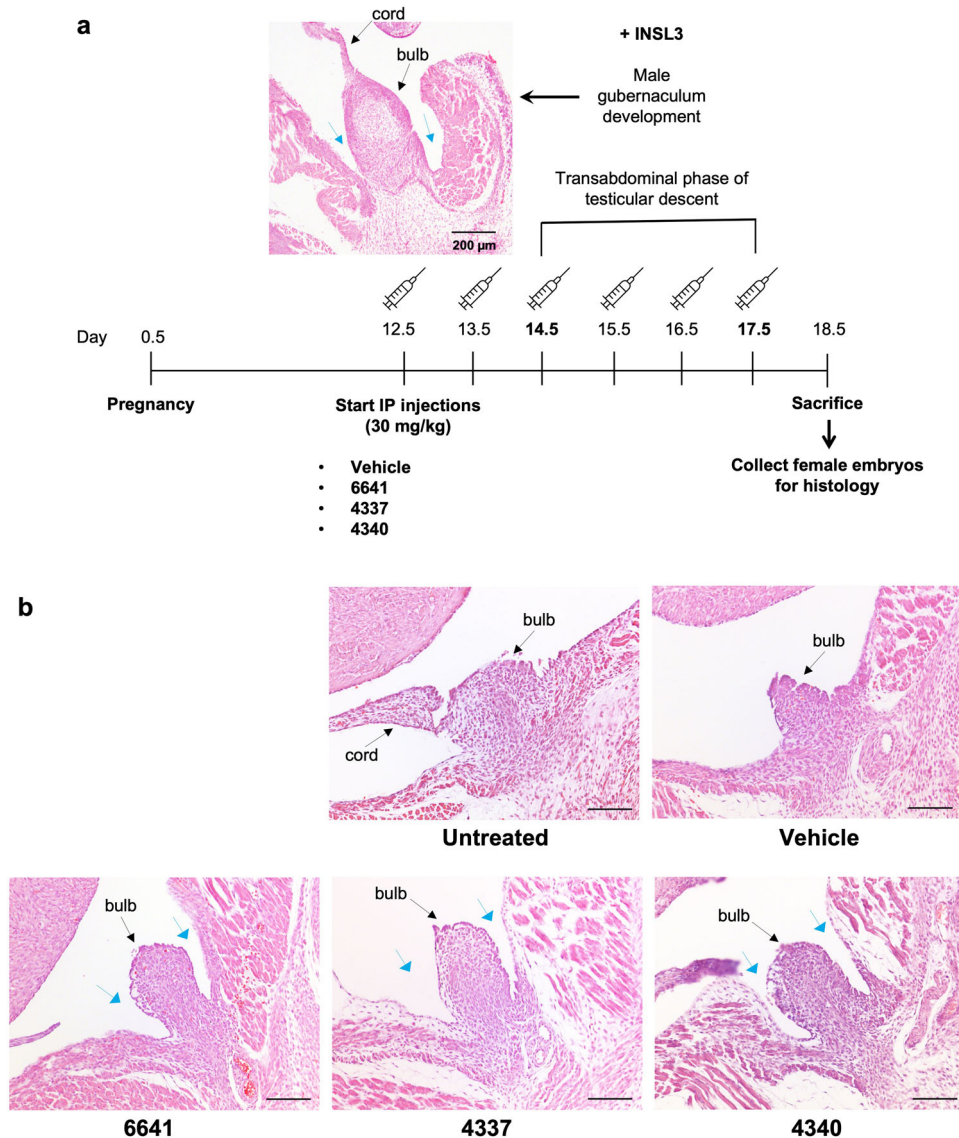 a
cord
bulb
+ INSL3
Male
gubernaculum
development
Transabdominal phase of
testicular descent
200 µm
Day
0.5
12.5
13.5
14.5
15.5
16.5
17.5
18.5
Pregnancy
Start IP injections
(30 mg/kg)
• Vehicle
• 6641
• 4337
• 4340
Sacrifice
Collect female embryos
for histology
b
bulb
cord
Untreated
bulb
Vehicle
bulb
6641
bulb
4337
bulb
4340